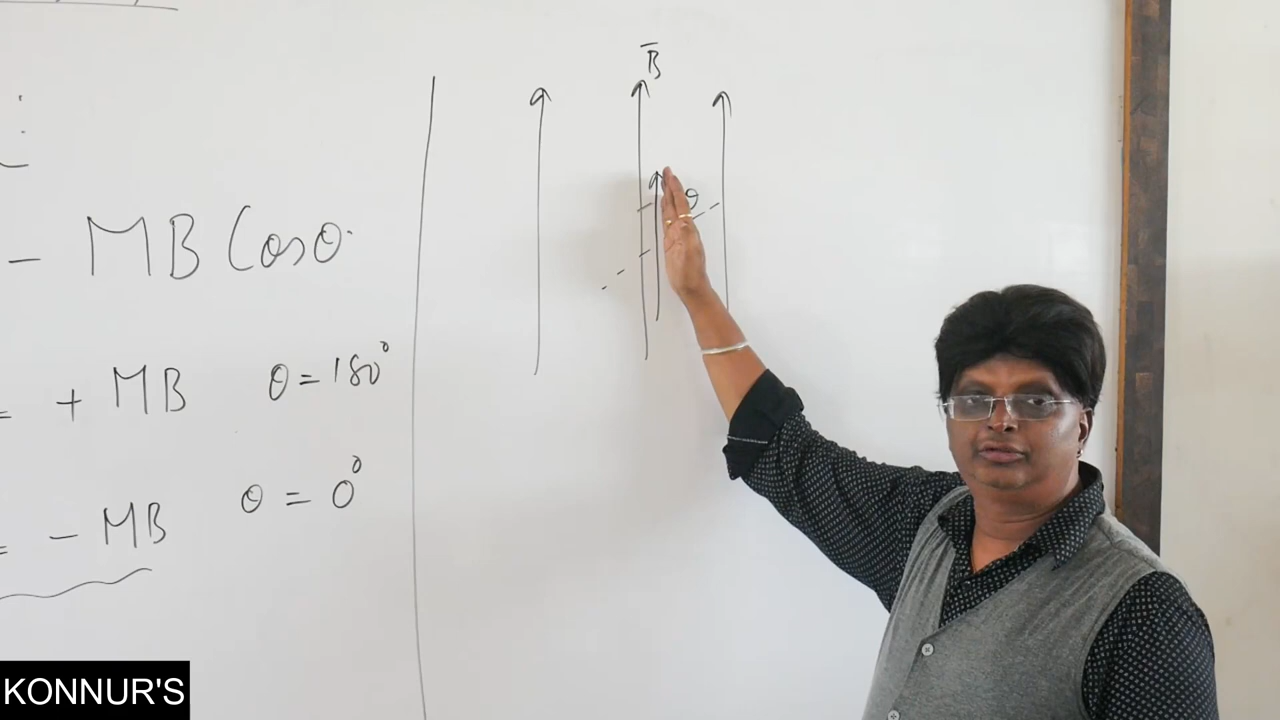 - MB Cosθ
= + MB θ = 180°
= - MB θ = 0°
B̅
θ
KONNUR'S